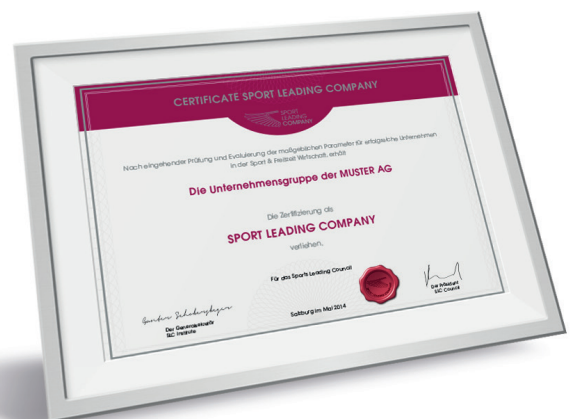 CERTIFICATE SPORT LEADING COMPANY
SPORT
LEADING
COMPANY
Nach eingehender Prüfung und Evaluierung der maßgeblichen Parameter für erfolgreiche Unternehmen
in der Sport & Freizeit Wirtschaft, erhält
Die Unternehmensgruppe der MUSTER AG
Die Zertifizierung als
SPORT LEADING COMPANY
verliehen.
Für das Sports Leading Council
Der Generalsekretär
SLC Institute
Salzburg im Mai 2014
Der Präsident
SLC Council